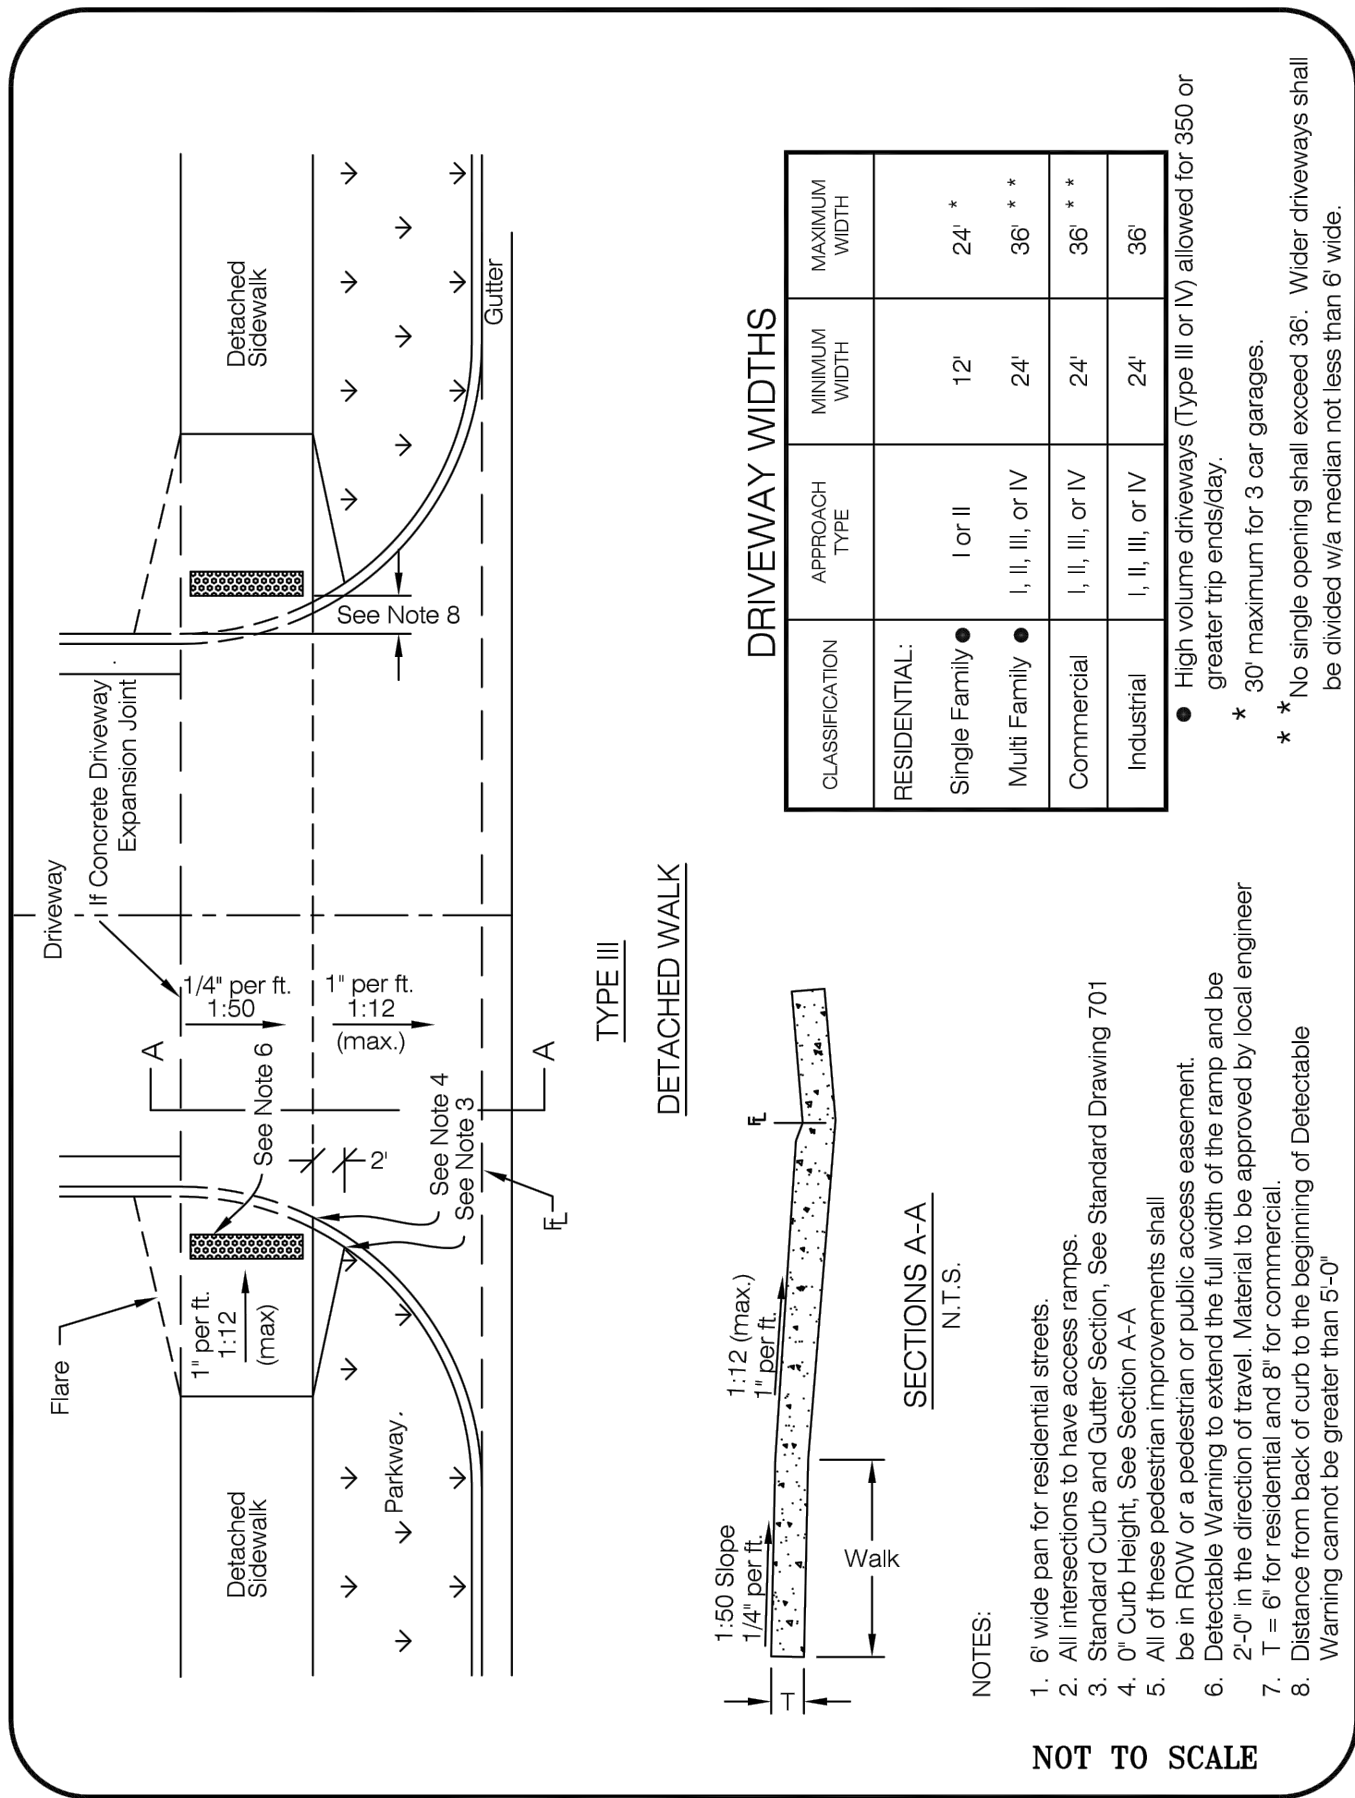 Driveway
If Concrete Driveway
Expansion Joint
Flare
Detached
Sidewalk
1" per ft.
1:12
(max)
See Note 6
A
1/4" per ft.
1:50
1" per ft.
1:12
(max.)
Detached
Sidewalk
Parkway
2'
See Note 4
See Note 3
See Note 8
Gutter
FL
A
TYPE III
DETACHED WALK
1:50 Slope
1/4" per ft.
1:12 (max.)
1" per ft.
FL
T
Walk
SECTIONS A-A
N.T.S.
DRIVEWAY WIDTHS
CLASSIFICATION APPROACH TYPE MINIMUM WIDTH MAXIMUM WIDTH
RESIDENTIAL:
Single Family ● I or II 12' 24' *
Multi Family ● I, II, III, or IV 24' 36' * *
Commercial I, II, III, or IV 24' 36' * *
Industrial I, II, III, or IV 24' 36'
● High volume driveways (Type III or IV) allowed for 350 or
greater trip ends/day.
* 30' maximum for 3 car garages.
* * No single opening shall exceed 36'. Wider driveways shall
be divided w/a median not less than 6' wide.
NOTES:
1. 6' wide pan for residential streets.
2. All intersections to have access ramps.
3. Standard Curb and Gutter Section, See Standard Drawing 701
4. 0" Curb Height, See Section A-A
5. All of these pedestrian improvements shall
be in ROW or a pedestrian or public access easement.
6. Detectable Warning to extend the full width of the ramp and be
2'-0" in the direction of travel. Material to be approved by local engineer
7. T = 6" for residential and 8" for commercial.
8. Distance from back of curb to the beginning of Detectable
Warning cannot be greater than 5'-0"
NOT TO SCALE